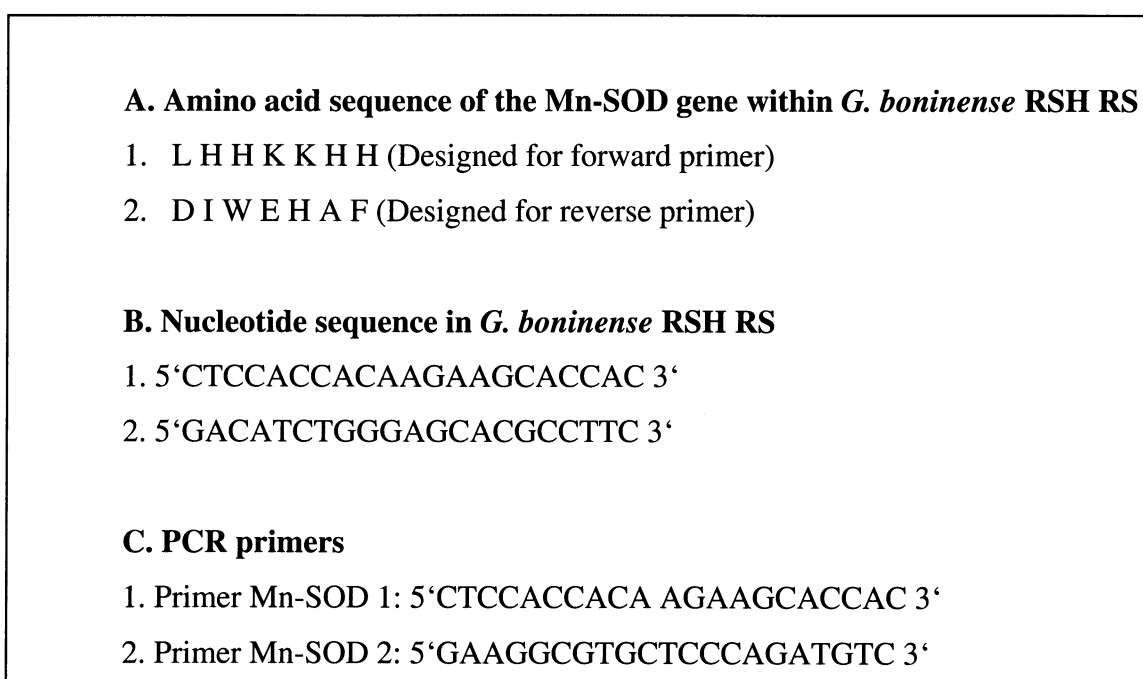 A. Amino acid sequence of the Mn-SOD gene within G. boninense RSH RS
1. L H H K K H H (Designed for forward primer)
2. D I W E H A F (Designed for reverse primer)
B. Nucleotide sequence in G. boninense RSH RS
1. 5‘CTCCACCACAAGAAGCACCAC 3‘
2. 5‘GACATCTGGGAGCACGCCTTC 3‘
C. PCR primers
1. Primer Mn-SOD 1: 5‘CTCCACCACA AGAAGCACCAC 3‘
2. Primer Mn-SOD 2: 5‘GAAGGCGTGCTCCCAGATGTC 3‘